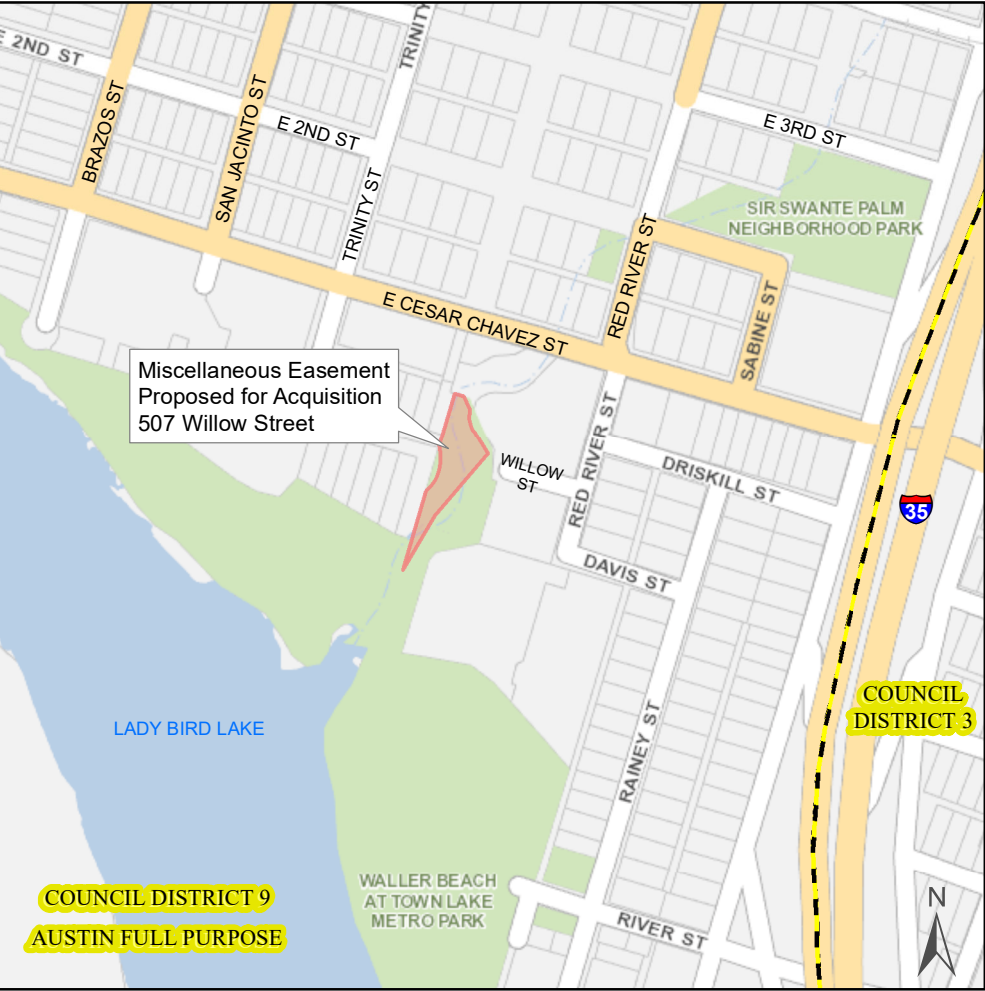 TRINITY
E 2ND ST
BRAZOS ST
SAN JACINTO ST
E 2ND ST
TRINITY ST
E 3RD ST
SIR SWANTE PALM
NEIGHBORHOOD PARK
RED RIVER ST
SABINE ST
E CESAR CHAVEZ ST
Miscellaneous Easement
Proposed for Acquisition
507 Willow Street
WILLOW
ST
RED RIVER ST
DRISKILL ST
35
DAVIS ST
COUNCIL
DISTRICT 3
LADY BIRD LAKE
RAINEY ST
COUNCIL DISTRICT 9
AUSTIN FULL PURPOSE
WALLER BEACH
AT TOWN LAKE
METRO PARK
RIVER ST
N